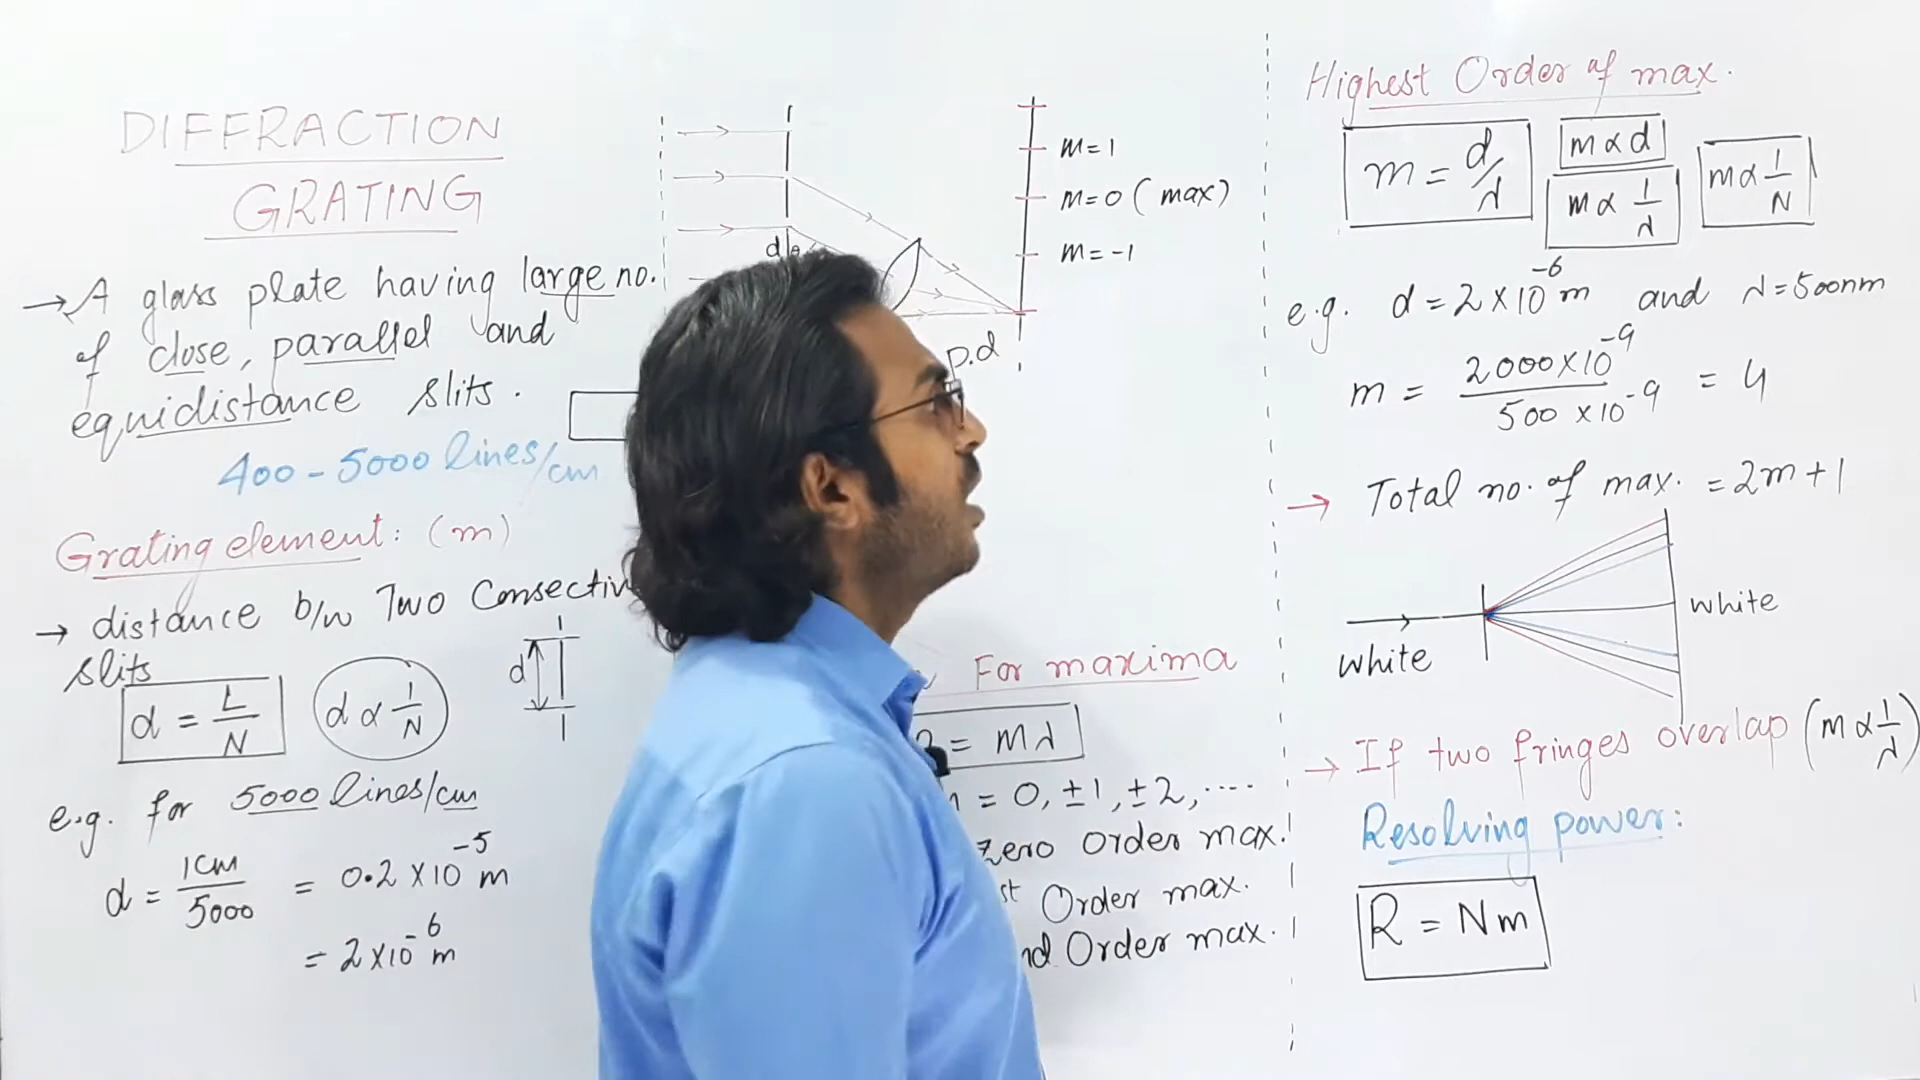 DIFFRACTION
GRATING
→ A glass plate having large no.
of close, parallel and
equidistance slits.
400 - 5000 lines/cm
Grating element: (m)
→ distance b/w Two
slits
d = L/N
d ∝ 1/N
d
e.g. for 5000 lines/cm
d = 1cm/5000 = 0.2 × 10⁻⁵ m
= 2 × 10⁻⁶ m
m = 1
m = 0 (max)
m = -1
d θ
p.d
For maxima
= mλ
= 0, ±1, ±2, ....
zero order max.
st Order max.
nd Order max.
Highest Order of max.
m = d/λ
m ∝ d
m ∝ 1/λ
m ∝ 1/N
e.g. d = 2 × 10⁻⁶ m and λ = 500nm
m = 2000 × 10⁻⁹ / 500 × 10⁻⁹ = 4
→ Total no. of max. = 2m + 1
white
white
→ If two fringes overlap (m ∝ 1/λ)
Resolving power:
R = Nm